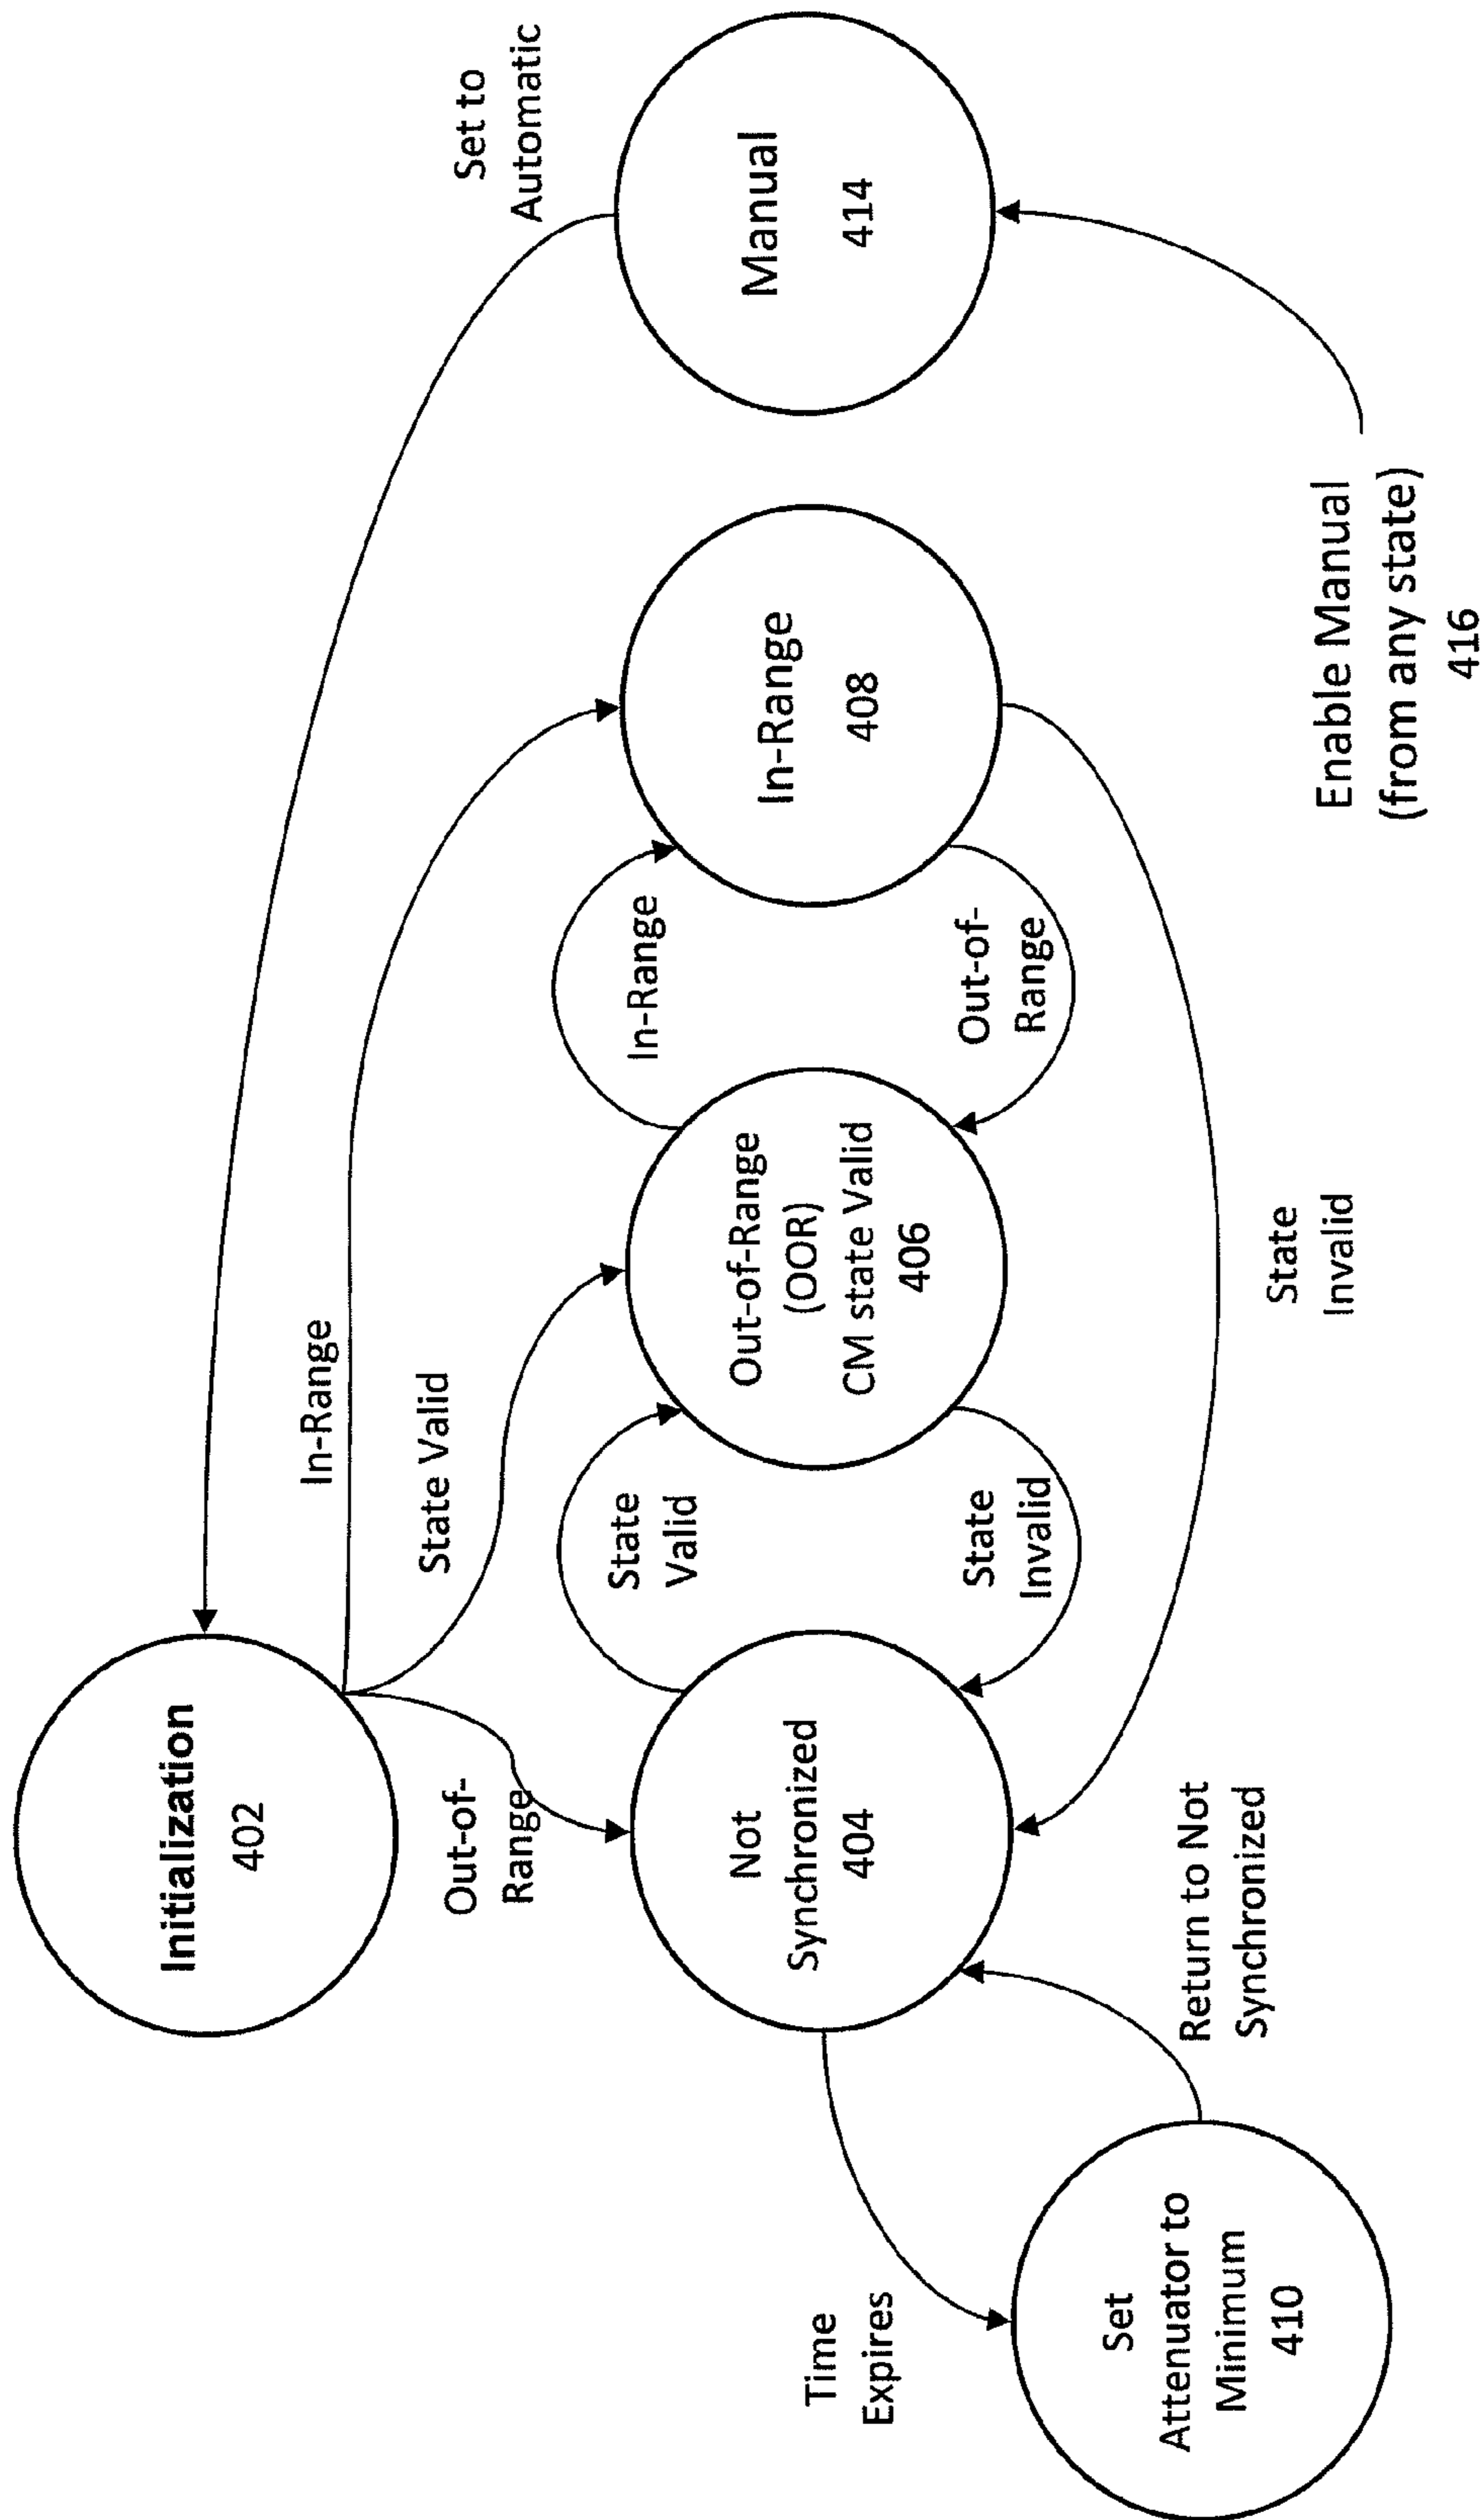 Initialization
402
Set to
Automatic
In-Range
State Valid
Out-of-
Range
State
Valid
In-Range
Not
Synchronized
404
Out-of-Range
(OOR)
CM state Valid
406
In-Range
408
Manual
414
Time
Expires
State
Invalid
Out-of-
Range
Set
Attenuator to
Minimum
410
Return to Not
Synchronized
State
Invalid
Enable Manual
(from any state)
416